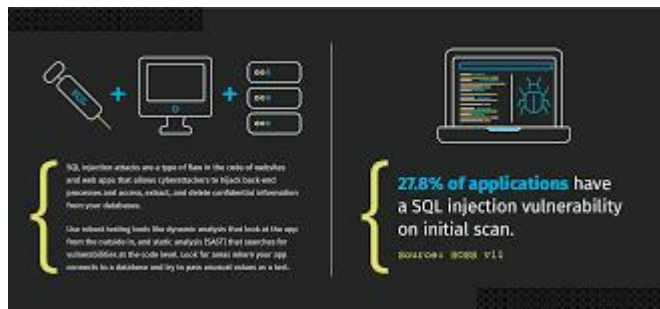 SQL
SQL injection attacks are a type of flaw in the code of websites
and web apps that allows cyberattackers to hijack back-end
processes and access, extract, and delete confidential information
from your databases.
Use robust testing tools like dynamic analysis that look at the app
from the outside in, and static analysis (SAST) that searches for
vulnerabilities at the code level. Look for areas where your app
connects to a database and try to pass unusual values as a test.
27.8% of applications have
a SQL injection vulnerability
on initial scan.
Source: SOSS v11